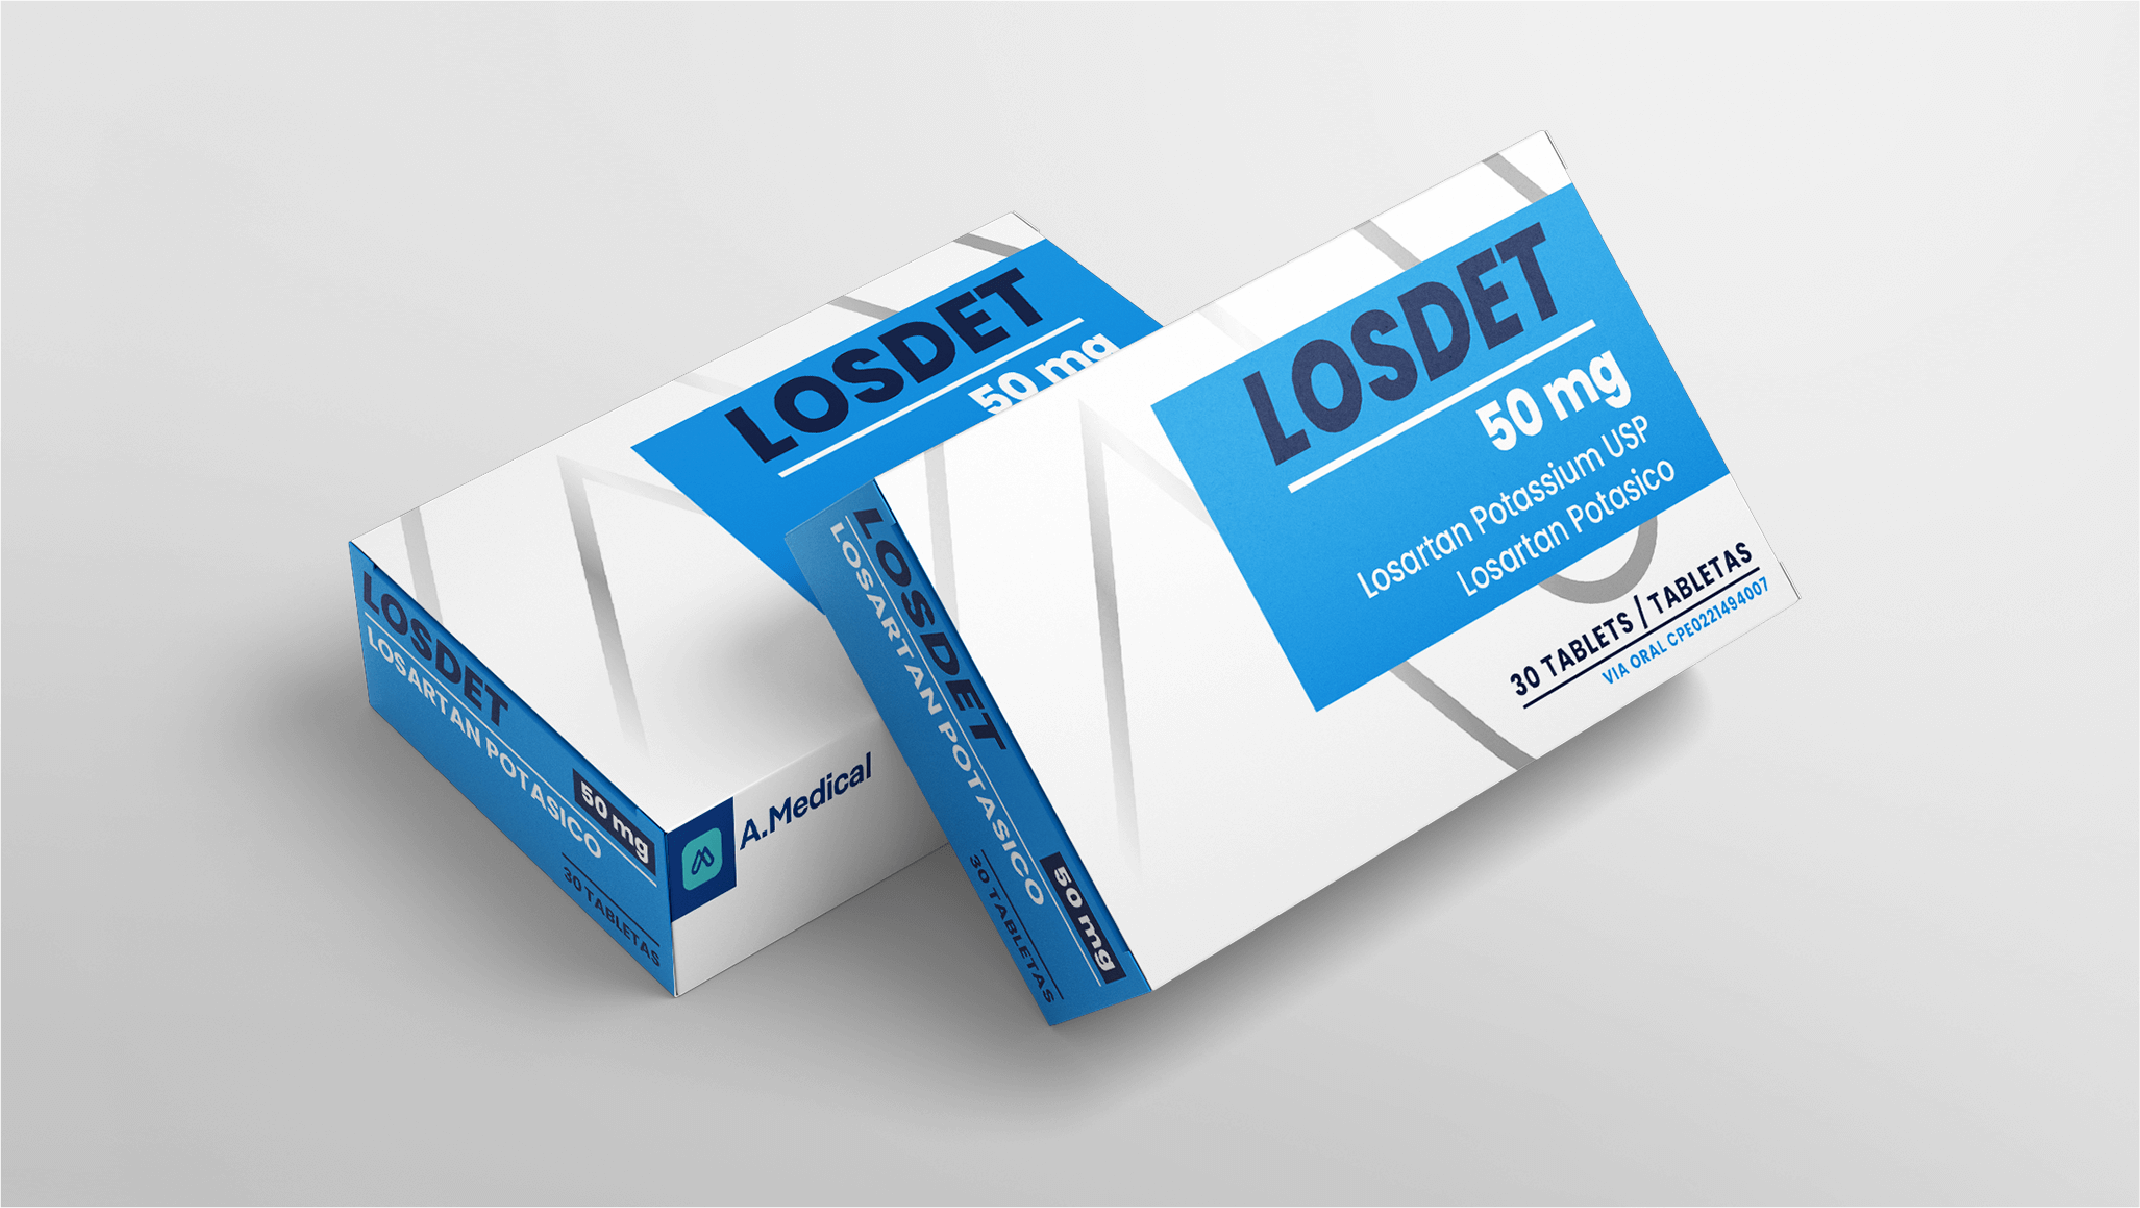 LOSDET
50 mg
LOSDET
LOSARTAN POTASICO
50 mg
30 TABLETAS
A.Medical
LOSDET
50 mg
Losartan Potassium USP
Losartan Potasico
30 TABLETS / TABLETAS
VIA ORAL CPE0221494007
LOSDET
LOSARTAN POTASICO
50 mg
30 TABLETAS